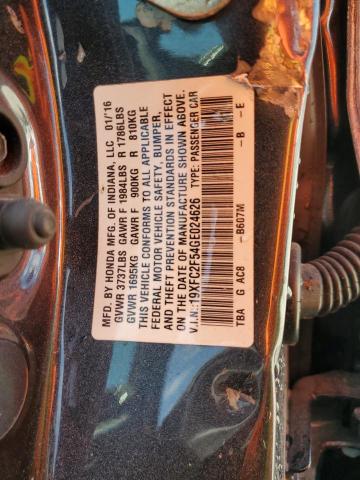 MFD. BY HONDA MFG. OF INDIANA, LLC 01/16
GVWR 3737LBS GAWR F 1984LBS R 1786LBS
GVWR 1695KG GAWR F 900KG R 810KG
THIS VEHICLE CONFORMS TO ALL APPLICABLE
FEDERAL MOTOR VEHICLE SAFETY, BUMPER,
AND THEFT PREVENTION STANDARDS IN EFFECT
ON THE DATE OF MANUFACTURE SHOWN ABOVE.
V.I.N.: 19XFC2F54GE024626 TYPE: PASSENGER CAR
TBA G AC8 -B607M -B -E